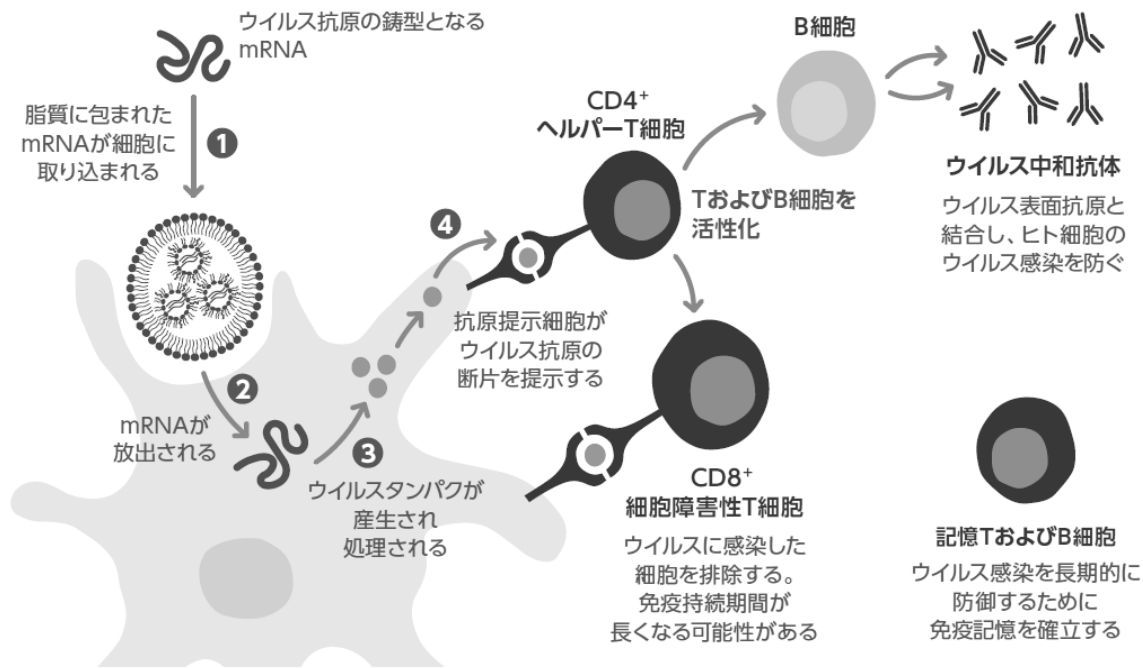 ウイルス抗原の鋳型となる
mRNA
脂質に包まれた
mRNAが細胞に
取り込まれる
1
2
mRNAが
放出される
3
ウイルスタンパクが
産生され
処理される
4
抗原提示細胞が
ウイルス抗原の
断片を提示する
CD4+
ヘルパーT細胞
TおよびB細胞を
活性化
B細胞
ウイルス中和抗体
ウイルス表面抗原と
結合し、ヒト細胞の
ウイルス感染を防ぐ
CD8+
細胞障害性T細胞
ウイルスに感染した
細胞を排除する。
免疫持続期間が
長くなる可能性がある
記憶TおよびB細胞
ウイルス感染を長期的に
防御するために
免疫記憶を確立する